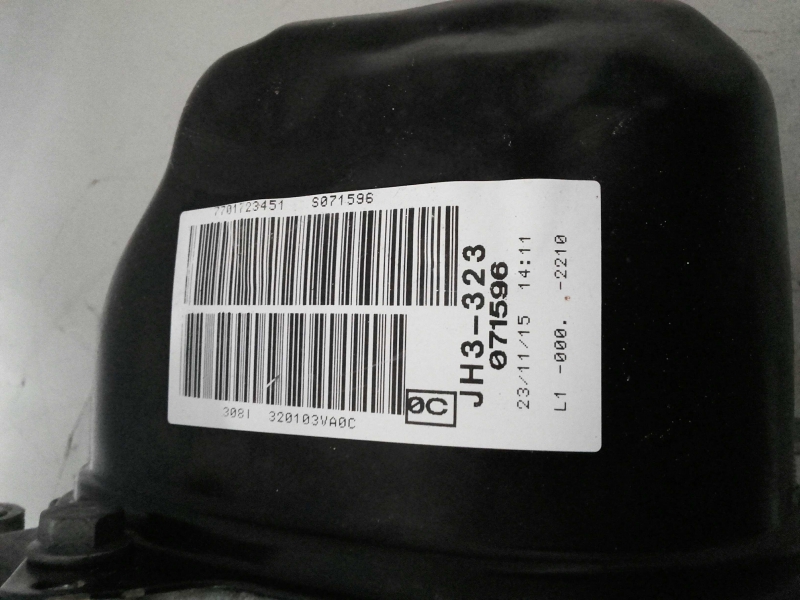 7701723451 S071596
308I 320103VA0C
0C
JH3-323
071596
23/11/15 14:11
L1 -000. .-2210